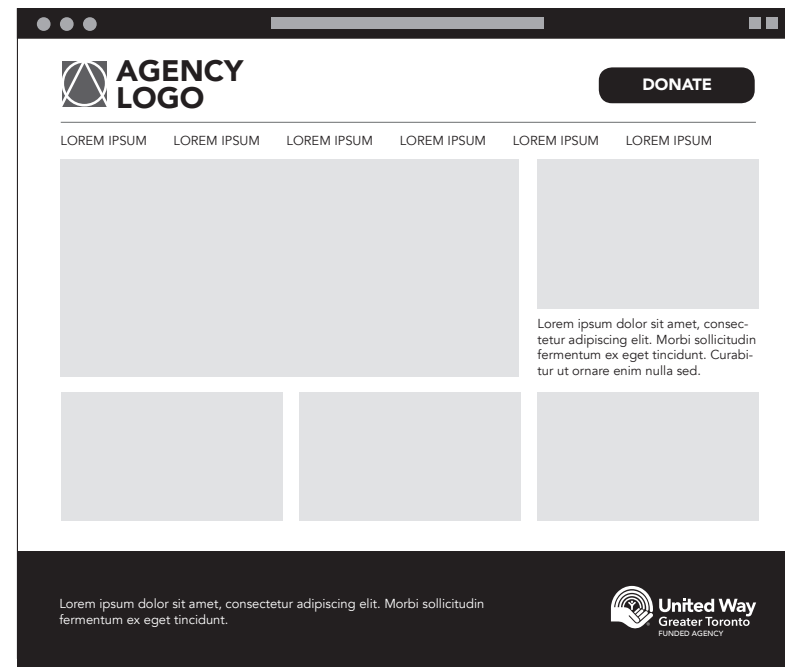 AGENCY
LOGO
DONATE
LOREM IPSUM LOREM IPSUM LOREM IPSUM LOREM IPSUM LOREM IPSUM LOREM IPSUM
Lorem ipsum dolor sit amet, consec-
tetur adipiscing elit. Morbi sollicitudin
fermentum ex eget tincidunt. Curabi-
tur ut ornare enim nulla sed.
Lorem ipsum dolor sit amet, consectetur adipiscing elit. Morbi sollicitudin
fermentum ex eget tincidunt.
United Way
Greater Toronto
FUNDED AGENCY